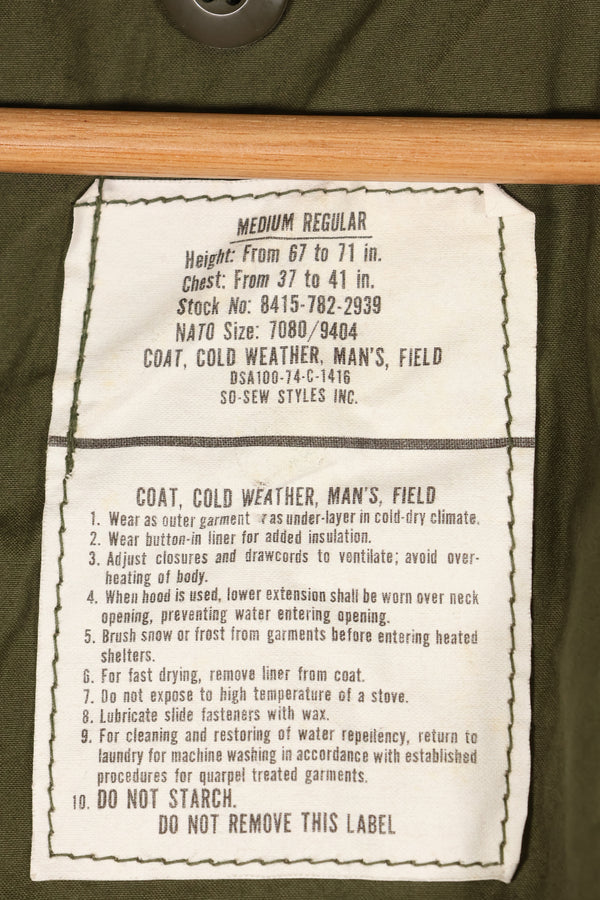 MEDIUM REGULAR
Height: From 67 to 71 in.
Chest: From 37 to 41 in.
Stock No: 8415-782-2939
NATO Size: 7080/9404
COAT, COLD WEATHER, MAN'S, FIELD
DSA100-74-C-1416
SO-SEW STYLES INC.
COAT, COLD WEATHER, MAN'S, FIELD
1. Wear as outer garment as under-layer in cold-dry climate.
2. Wear button-in liner for added insulation.
3. Adjust closures and drawcords to ventilate; avoid over-
heating of body.
4. When hood is used, lower extension shall be worn over neck
opening, preventing water entering opening.
5. Brush snow or frost from garments before entering heated
shelters.
6. For fast drying, remove liner from coat.
7. Do not expose to high temperature of a stove.
8. Lubricate slide fasteners with wax.
9. For cleaning and restoring of water repellency, return to
laundry for machine washing in accordance with established
procedures for quarpel treated garments.
10. DO NOT STARCH.
DO NOT REMOVE THIS LABEL